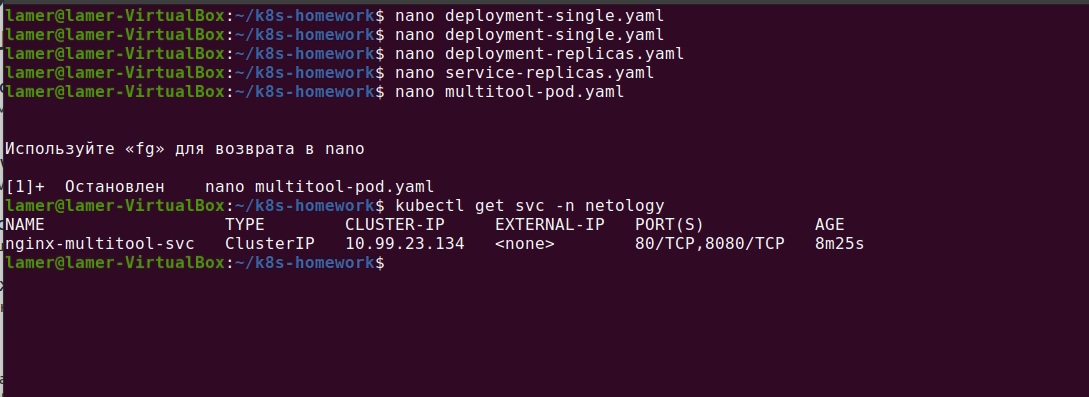 lamer@lamer-VirtualBox:~/k8s-homework$ nano deployment-single.yaml
lamer@lamer-VirtualBox:~/k8s-homework$ nano deployment-single.yaml
lamer@lamer-VirtualBox:~/k8s-homework$ nano deployment-replicas.yaml
lamer@lamer-VirtualBox:~/k8s-homework$ nano service-replicas.yaml
lamer@lamer-VirtualBox:~/k8s-homework$ nano multitool-pod.yaml
Используйте «fg» для возврата в nano
[1]+  Остановлен    nano multitool-pod.yaml
lamer@lamer-VirtualBox:~/k8s-homework$ kubectl get svc -n netology
NAME                  TYPE        CLUSTER-IP     EXTERNAL-IP   PORT(S)           AGE
nginx-multitool-svc   ClusterIP   10.99.23.134   <none>        80/TCP,8080/TCP   8m25s
lamer@lamer-VirtualBox:~/k8s-homework$